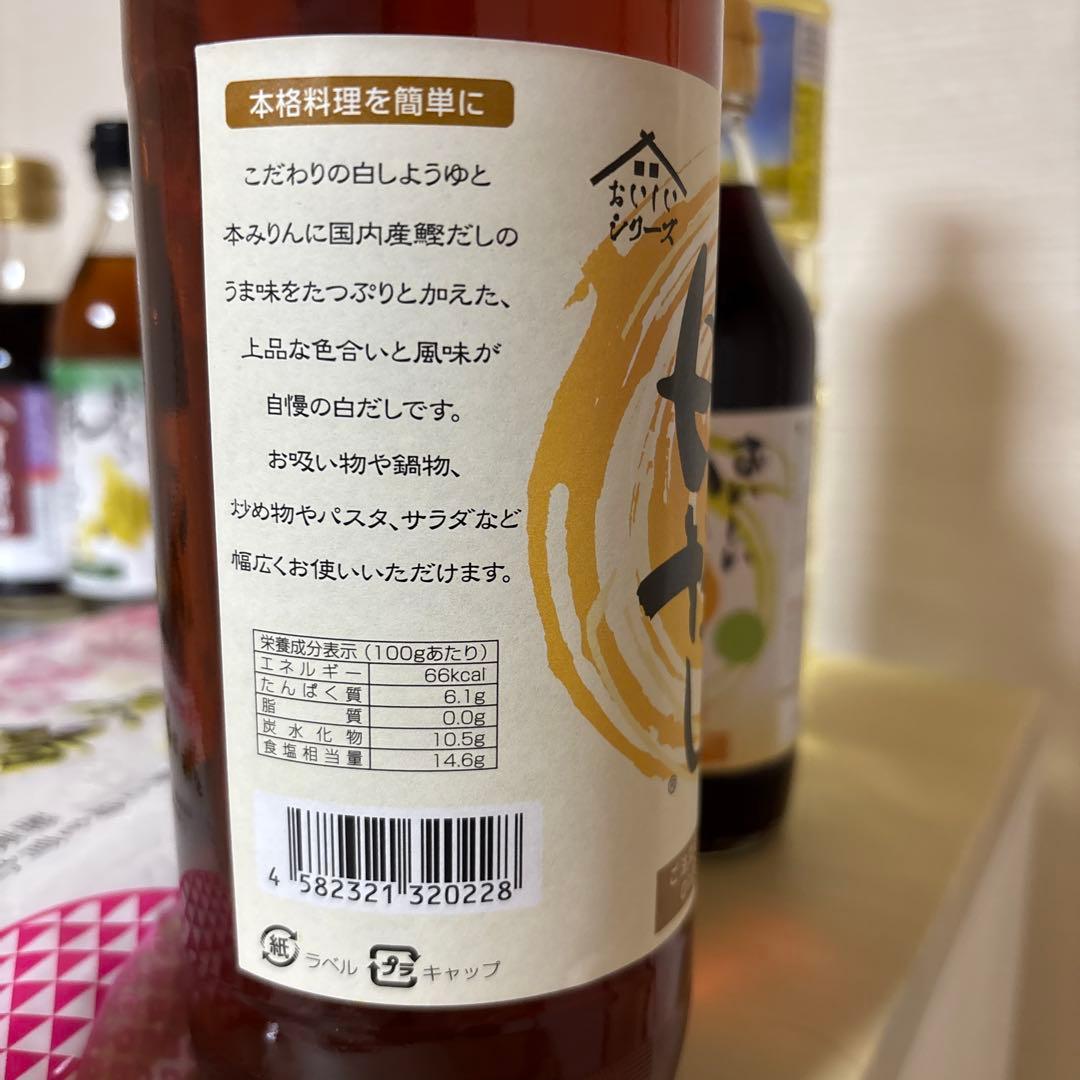 本格料理を簡単に
こだわりの白しようゆと
本みりんに国内産鰹だしの
うま味をたつぷりと加えた、
上品な色合いと風味が
自慢の白だしです。
お吸い物や鍋物、
炒め物やパスタ、サラダなど
幅広くお使いいただけます。
栄養成分表示(100gあたり)
エネルギー 66kcal
たんぱく質 6.1g
脂質 0.0g
炭水化物 10.5g
食塩相当量 14.6g
4 582321 320228
紙 ラベル プラ キャップ
おいしい
シリーズ
®